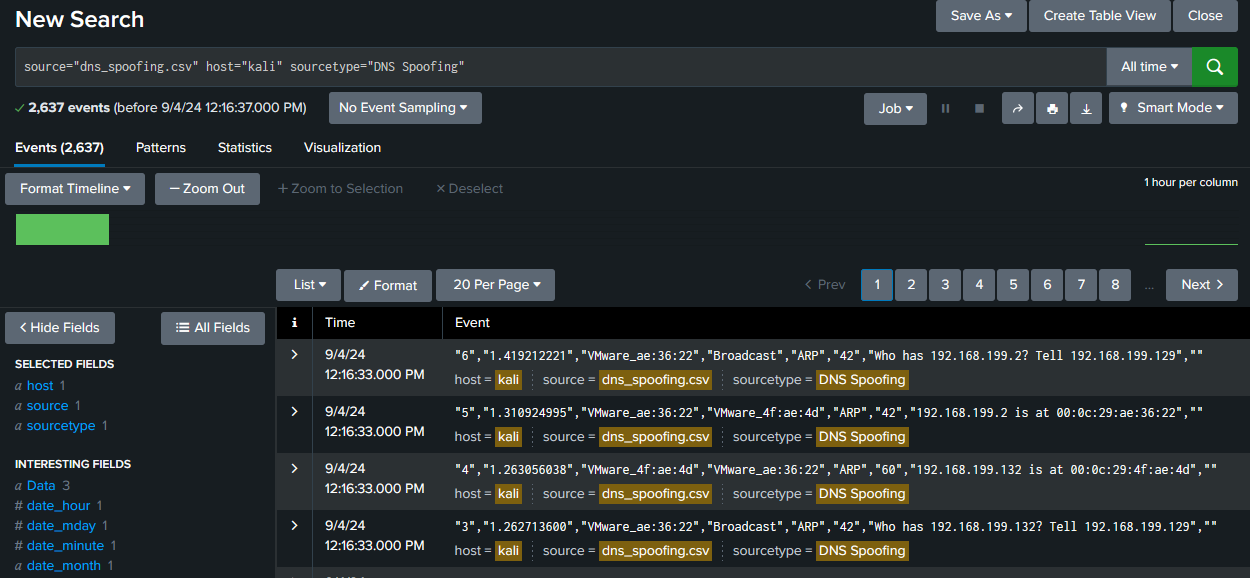 New Search
Save As
Create Table View
Close
source="dns_spoofing.csv" host="kali" sourcetype="DNS Spoofing"
All time
2,637 events (before 9/4/24 12:16:37.000 PM)
No Event Sampling
Job
Smart Mode
Events (2,637)
Patterns
Statistics
Visualization
Format Timeline
– Zoom Out
+ Zoom to Selection
× Deselect
1 hour per column
List
Format
20 Per Page
< Prev
1
2
3
4
5
6
7
8
...
Next >
< Hide Fields
All Fields
SELECTED FIELDS
a host 1
a source 1
a sourcetype 1
INTERESTING FIELDS
a Data 3
# date_hour 1
# date_mday 1
# date_minute 1
a date_month 1
i
Time
Event
> 9/4/24
12:16:33.000 PM
"6","1.419212221","VMware_ae:36:22","Broadcast","ARP","42","Who has 192.168.199.2? Tell 192.168.199.129",""
host = kali source = dns_spoofing.csv sourcetype = DNS Spoofing
> 9/4/24
12:16:33.000 PM
"5","1.310924995","VMware_ae:36:22","VMware_4f:ae:4d","ARP","42","192.168.199.2 is at 00:0c:29:ae:36:22",""
host = kali source = dns_spoofing.csv sourcetype = DNS Spoofing
> 9/4/24
12:16:33.000 PM
"4","1.263056038","VMware_4f:ae:4d","VMware_ae:36:22","ARP","60","192.168.199.132 is at 00:0c:29:4f:ae:4d",""
host = kali source = dns_spoofing.csv sourcetype = DNS Spoofing
> 9/4/24
12:16:33.000 PM
"3","1.262713600","VMware_ae:36:22","Broadcast","ARP","42","Who has 192.168.199.132? Tell 192.168.199.129",""
host = kali source = dns_spoofing.csv sourcetype = DNS Spoofing